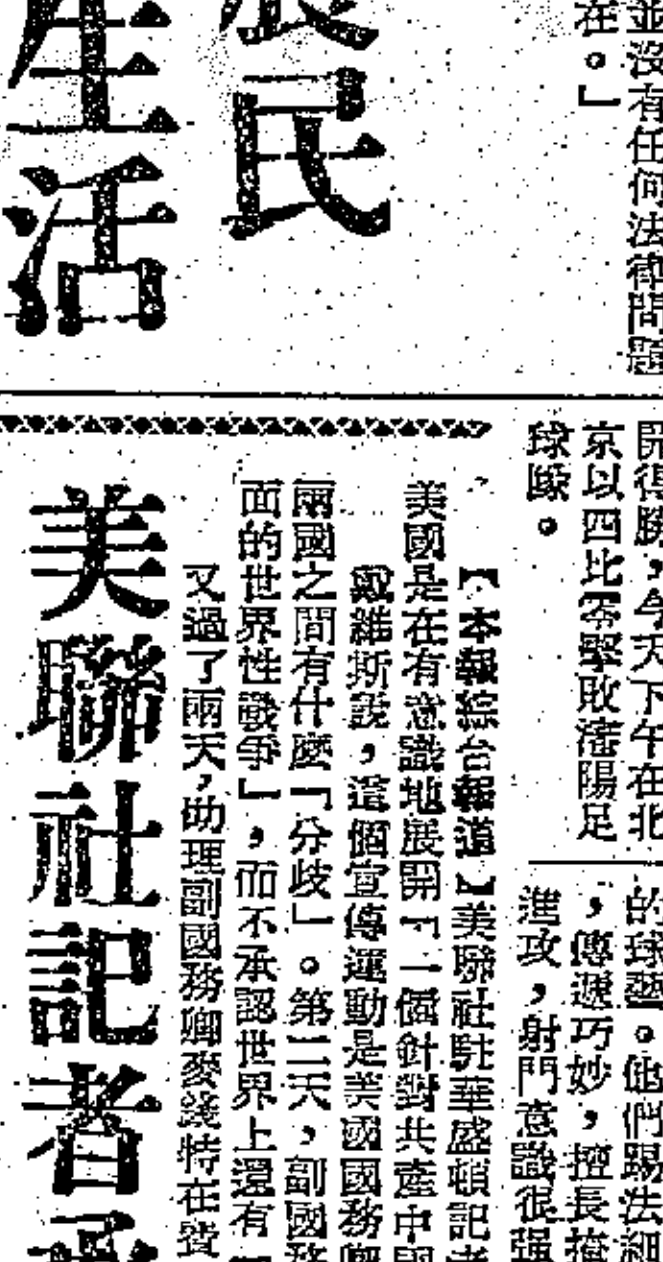 並沒有任何法律問題
在。」
農民
生活
開得勝，今天下午在北
京以四比零擊敗瀋陽足
球隊。
的球藝。他們踢法細
，傳遞巧妙，擅長掩
進攻，射門意識很强
【本報綜合報道】美聯社駐華盛頓記者
美國是在有意識地展開「一個針對共產中國
戴維斯說，這個宣傳運動是美國國務卿
兩國之間有什麼「分歧」。第二天，副國務
面的世界性戰爭」，而不承認世界上還有「
又過了兩天，助理副國務卿麥錢特在費
美聯社記者